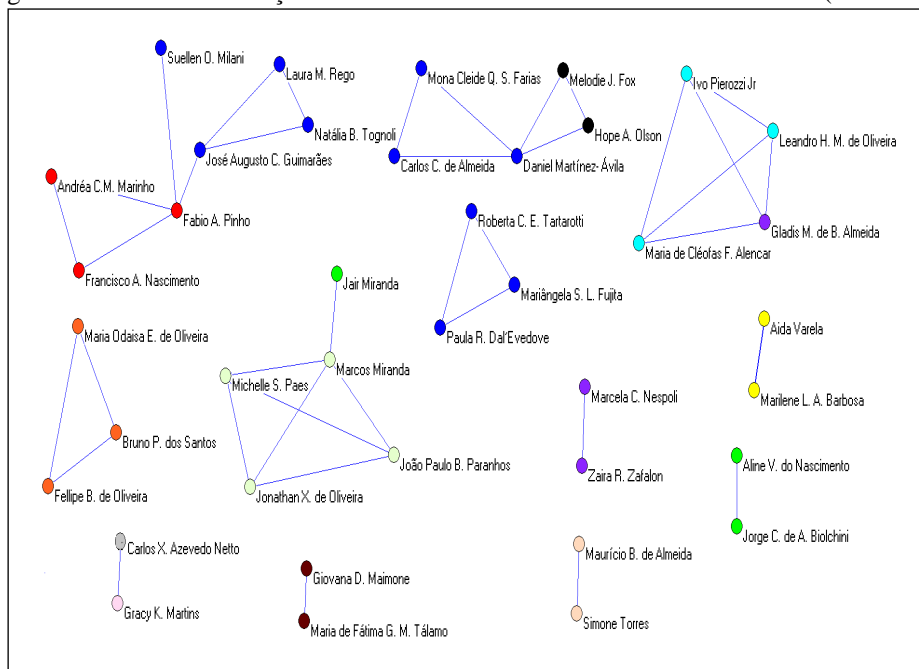 Suellen O. Milani
Laura M. Rego
Natália B. Tognoli
José Augusto C. Guimarães
Andréa C.M. Marinho
Fabio A. Pinho
Francisco A. Nascimento
Mona Cleide Q. S. Farias
Melodie J. Fox
Hope A. Olson
Carlos C. de Almeida
Daniel Martínez-Ávila
Ivo Pierozzi Jr
Leandro H. M. de Oliveira
Gladis M. de B. Almeida
Maria de Cléofas F. Alencar
Roberta C. E. Tartarotti
Mariângela S. L. Fujita
Paula R. Dal'Evedove
Jair Miranda
Marcos Miranda
Michelle S. Paes
João Paulo B. Paranhos
Jonathan X. de Oliveira
Maria Odaisa E. de Oliveira
Bruno P. dos Santos
Fellipe B. de Oliveira
Aida Varela
Marilene L. A. Barbosa
Marcela C. Nespoli
Zaira R. Zafalon
Aline V. do Nascimento
Jorge C. de A. Biolchini
Carlos X. Azevedo Netto
Gracy K. Martins
Giovana D. Maimone
Maria de Fátima G. M. Tálamo
Maurício B. de Almeida
Simone Torres